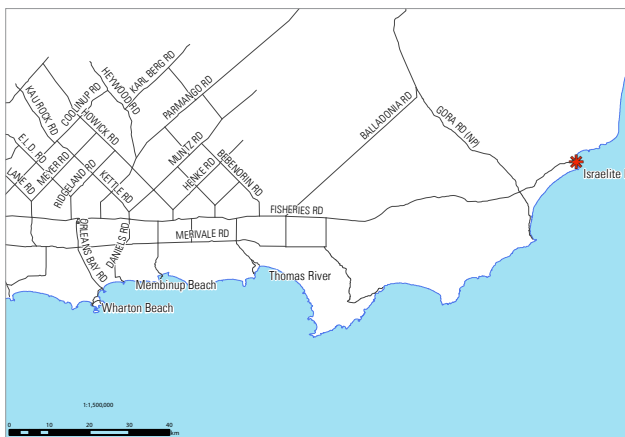 HEYWOOD RD
KARL BERG RD
PARMANGO RD
COOLINUP RD
KAU ROCK RD
HOWICK RD
BALLADONIA RD
GORA RD (NP)
E.L.D. RD
MEYER RD
MUNTZ RD
Israelite
LANE RD
RIDGELAND RD
KETTLE RD
HENKE RD
BEBENORIN RD
FISHERIES RD
ORLEANS BAY RD
DANIELS RD
MERIVALE RD
Thomas River
Membinup Beach
Wharton Beach
1:1,500,000
0 10 20 30 40
km